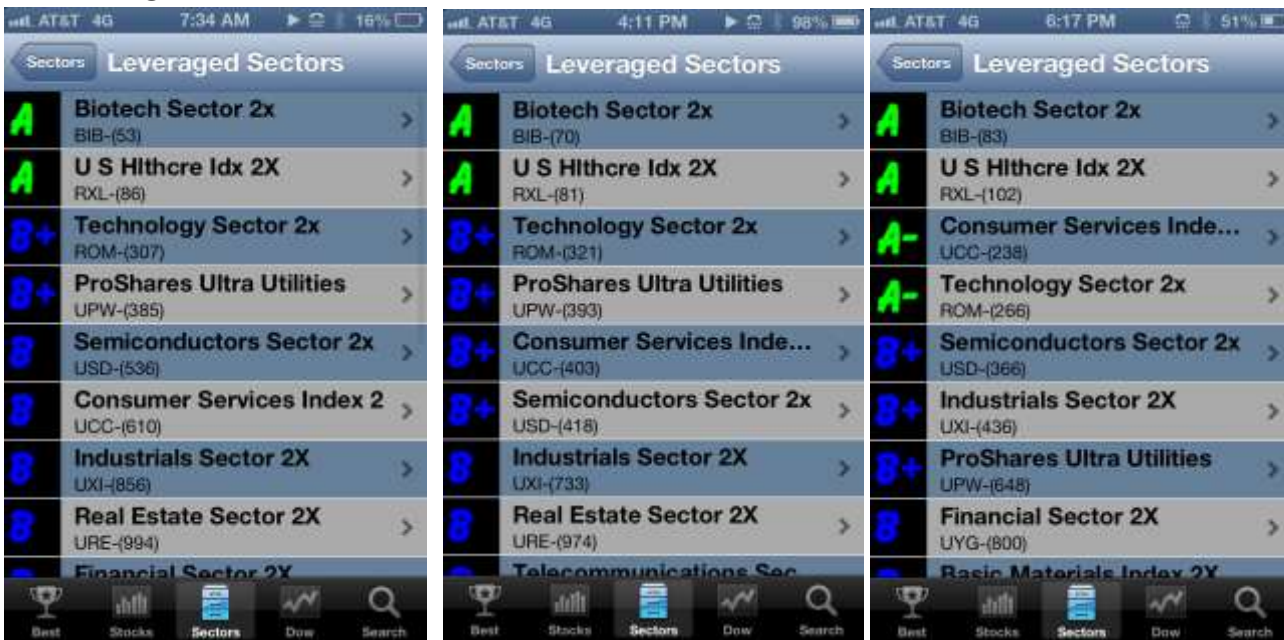 AT&T 4G 7:34 AM 16%
Sectors Leveraged Sectors
A Biotech Sector 2x
BIB-(53)
A U S Hlthcre Idx 2X
RXL-(86)
B+ Technology Sector 2x
ROM-(307)
B+ ProShares Ultra Utilities
UPW-(385)
B Semiconductors Sector 2x
USD-(536)
B Consumer Services Index 2
UCC-(610)
B Industrials Sector 2X
UXI-(856)
B Real Estate Sector 2X
URE-(994)
Financial Sector 2X
Best Stocks Sectors Dow Search
AT&T 4G 4:11 PM 98%
Sectors Leveraged Sectors
A Biotech Sector 2x
BIB-(70)
A U S Hlthcre Idx 2X
RXL-(81)
B+ Technology Sector 2x
ROM-(321)
B+ ProShares Ultra Utilities
UPW-(393)
B+ Consumer Services Inde...
UCC-(403)
B+ Semiconductors Sector 2x
USD-(418)
B Industrials Sector 2X
UXI-(733)
B Real Estate Sector 2X
URE-(974)
Telecommunications Sec
Best Stocks Sectors Dow Search
AT&T 4G 6:17 PM 51%
Sectors Leveraged Sectors
A Biotech Sector 2x
BIB-(83)
A U S Hlthcre Idx 2X
RXL-(102)
A- Consumer Services Inde...
UCC-(238)
A- Technology Sector 2x
ROM-(266)
B+ Semiconductors Sector 2x
USD-(366)
B+ Industrials Sector 2X
UXI-(436)
B+ ProShares Ultra Utilities
UPW-(648)
B Financial Sector 2X
UYG-(800)
Basic Materials Index 2X
Best Stocks Sectors Dow Search